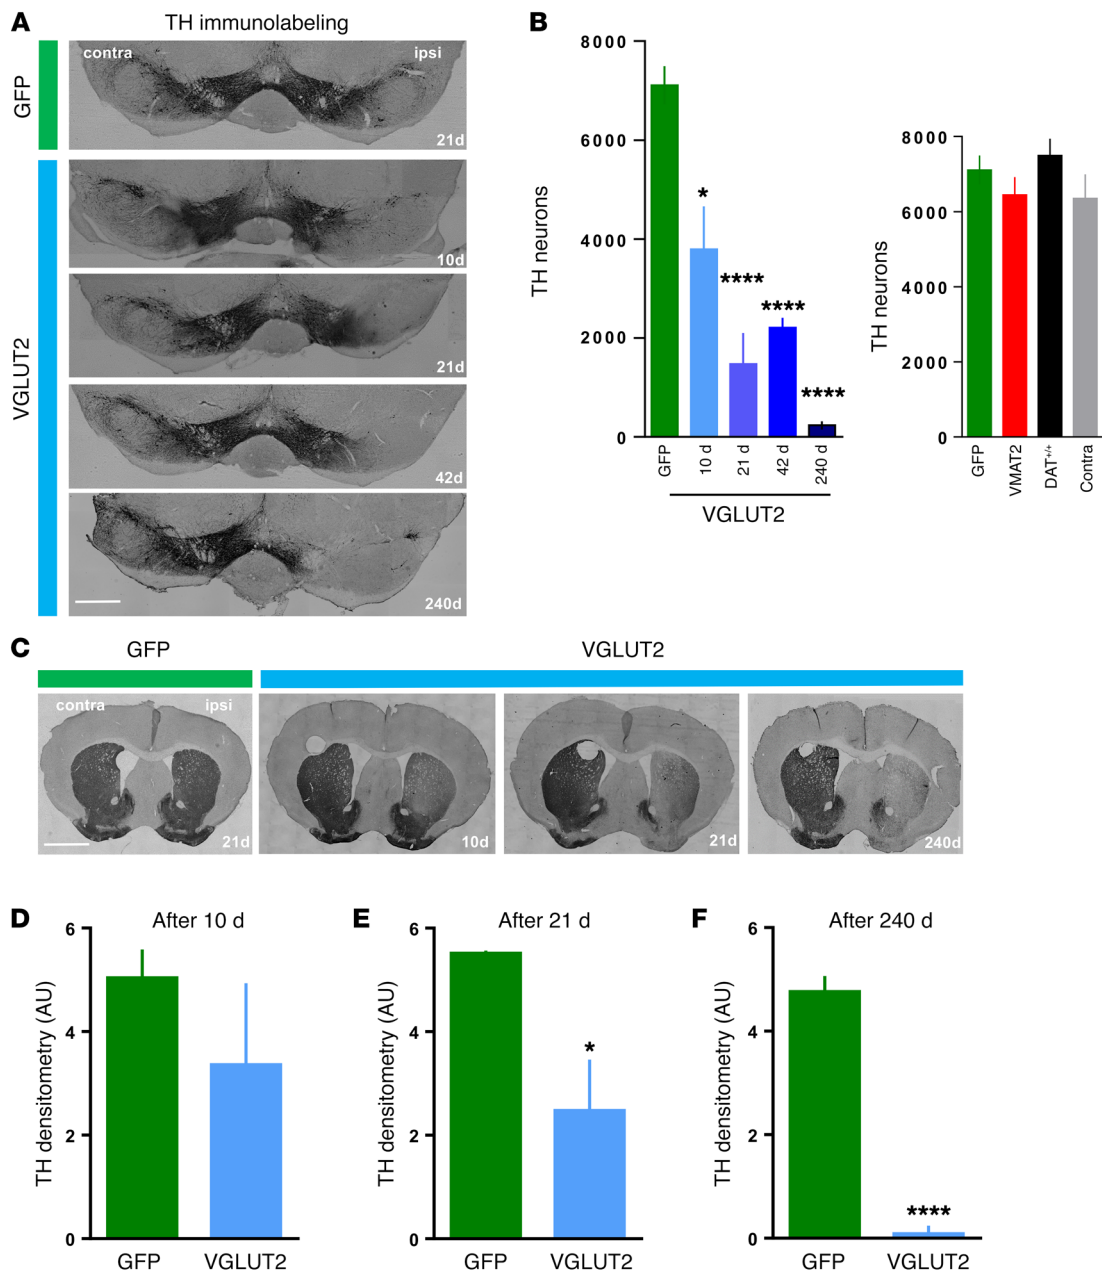 A
TH immunolabeling
GFP
contra
ipsi
21d
VGLUT2
10d
21d
42d
240d
B
TH neurons
8000
6000
4000
2000
0
*
****
****
****
GFP
10 d
21 d
42 d
240 d
VGLUT2
TH neurons
8000
6000
4000
2000
0
GFP
VMAT2
DAT+/+
Contra
C
GFP
VGLUT2
contra
ipsi
21d
10d
21d
240d
D
After 10 d
TH densitometry (AU)
6
4
2
0
GFP
VGLUT2
E
After 21 d
TH densitometry (AU)
6
4
2
0
*
GFP
VGLUT2
F
After 240 d
TH densitometry (AU)
6
4
2
0
****
GFP
VGLUT2